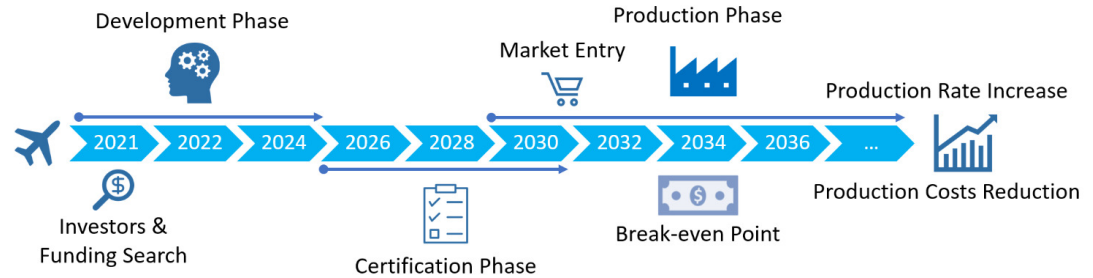 Development Phase
Production Phase
Market Entry
Production Rate Increase
2021 2022 2024 2026 2028 2030 2032 2034 2036 ...
Investors &
Funding Search
Certification Phase
Break-even Point
Production Costs Reduction